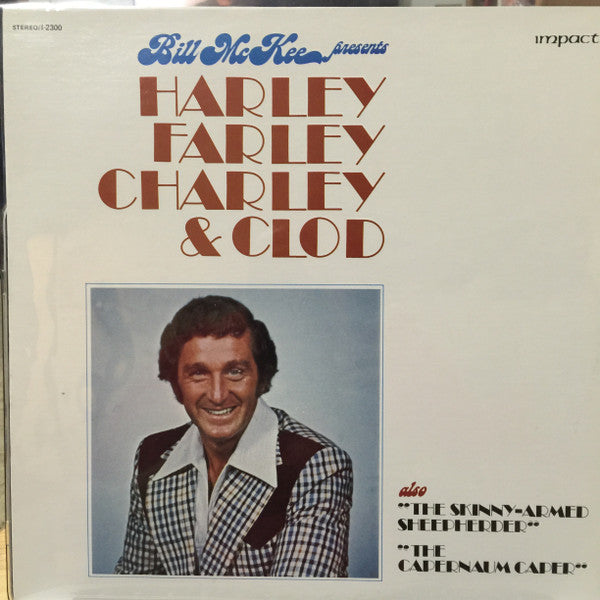 STEREO/I-2300
Bill McKee presents
impact
HARLEY
FARLEY
CHARLEY
& CLOD
also
"THE SKINNY-ARMED
SHEEPHERDER"
"THE
CAPERNAUM CAPER"